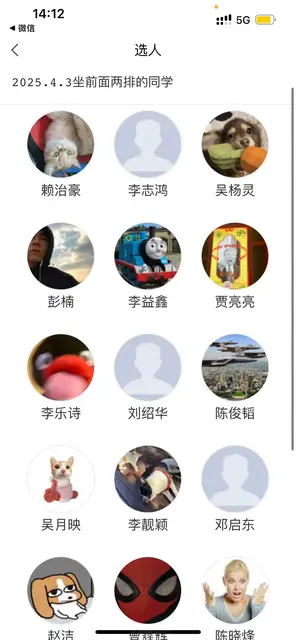 14:12
5G
微信
选人
2025.4.3坐前面两排的同学
赖治豪 李志鸿 吴杨灵
彭楠 李益鑫 贾亮亮
李乐诗 刘绍华 陈俊韬
吴月映 李靓颖 邓启东
赵洁 曾耀辉 陈晓烽